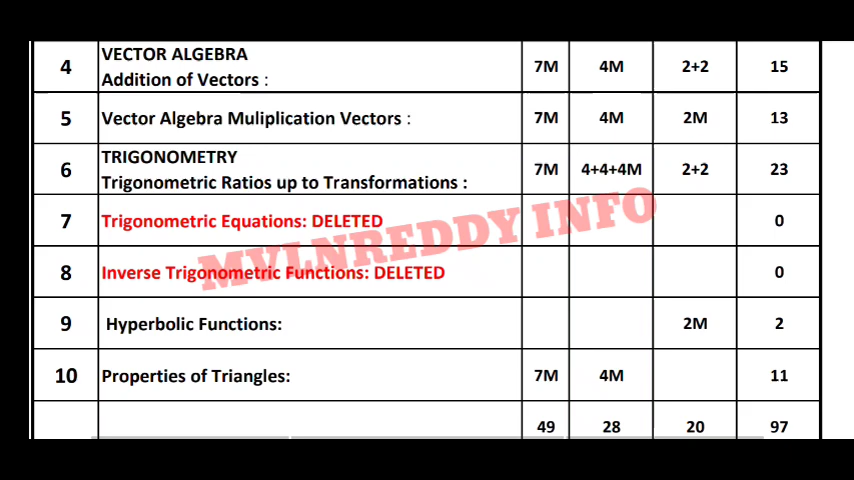 4 VECTOR ALGEBRA
Addition of Vectors : 7M 4M 2+2 15
5 Vector Algebra Muliplication Vectors : 7M 4M 2M 13
6 TRIGONOMETRY
Trigonometric Ratios up to Transformations : 7M 4+4+4M 2+2 23
7 Trigonometric Equations: DELETED 0
8 Inverse Trigonometric Functions: DELETED 0
9 Hyperbolic Functions: 2M 2
10 Properties of Triangles: 7M 4M 11
49 28 20 97
MVLNREDDY INFO